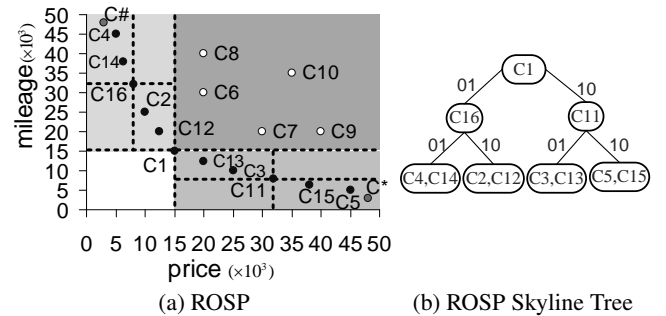 mileage(×10³)
50
45
40
35
30
25
20
15
10
5
0
C#
C4
C14
C16
C2
C12
C1
C8
C6
C10
C7
C9
C13
C3
C11
C15
C5
C*
0 5 10 15 20 25 30 35 40 45 50
price (×10³)
(a) ROSP
C1
01 10
C16 C11
01 10 01 10
C4,C14 C2,C12 C3,C13 C5,C15
(b) ROSP Skyline Tree